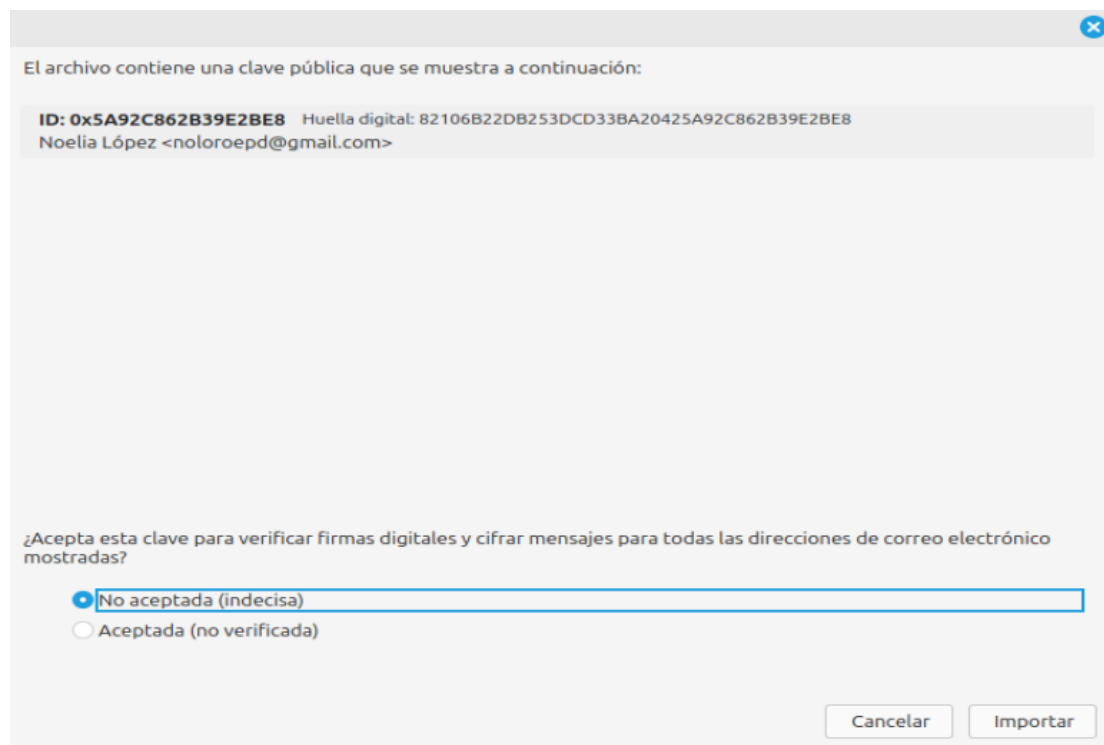 El archivo contiene una clave pública que se muestra a continuación:
ID: 0x5A92C862B39E2BE8 Huella digital: 82106B22DB253DCD33BA20425A92C862B39E2BE8
Noelia López <noloroepd@gmail.com>
¿Acepta esta clave para verificar firmas digitales y cifrar mensajes para todas las direcciones de correo electrónico
mostradas?
No aceptada (indecisa)
Aceptada (no verificada)
Cancelar Importar